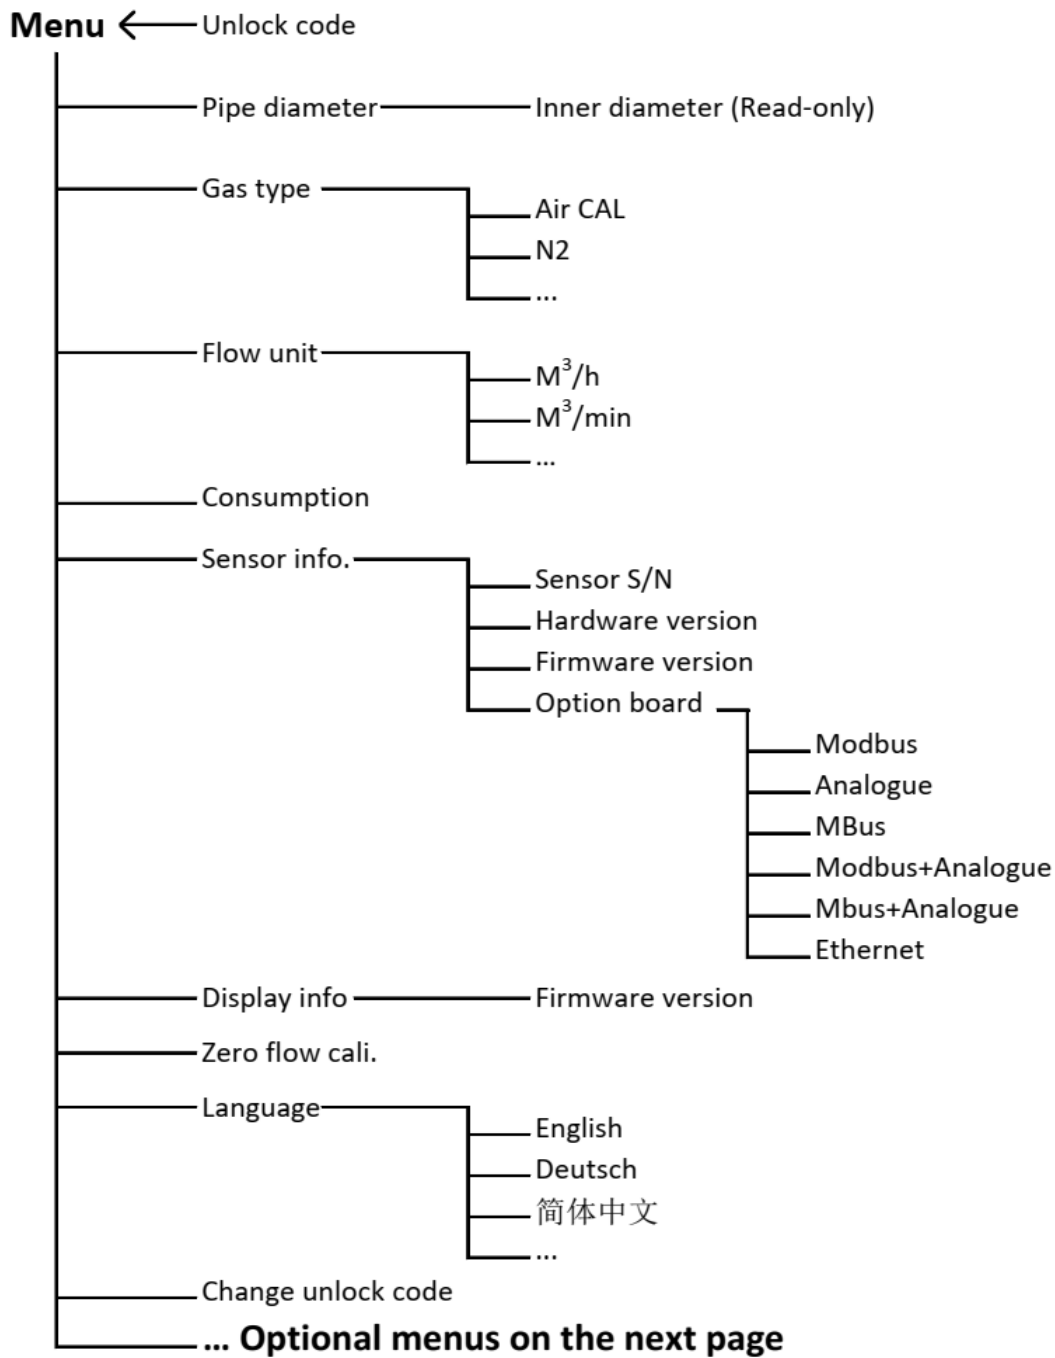 Menu Unlock code
Pipe diameter Inner diameter (Read-only)
Gas type
Air CAL
N2
...
Flow unit
M³/h
M³/min
...
Consumption
Sensor info.
Sensor S/N
Hardware version
Firmware version
Option board
Modbus
Analogue
MBus
Modbus+Analogue
Mbus+Analogue
Ethernet
Display info Firmware version
Zero flow cali.
Language
English
Deutsch
简体中文
...
Change unlock code
... Optional menus on the next page